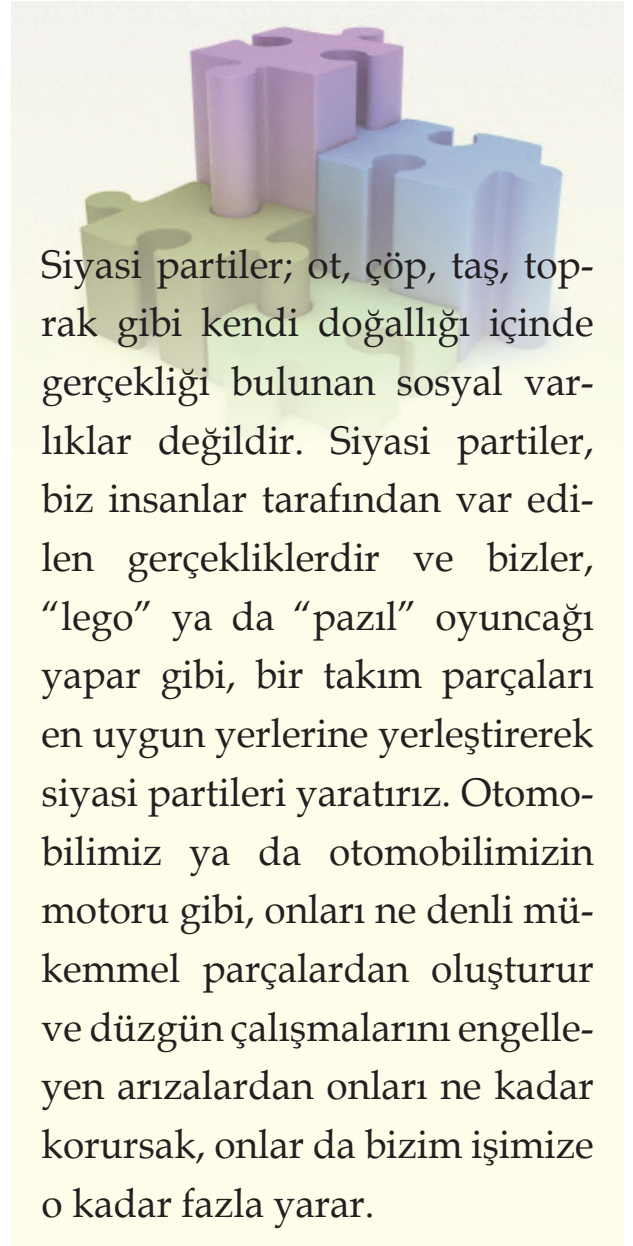 Siyasi partiler; ot, çöp, taş, top-
rak gibi kendi doğallığı içinde
gerçekliği bulunan sosyal var-
lıklar değildir. Siyasi partiler,
biz insanlar tarafından var edi-
len gerçekliklerdir ve bizler,
“lego” ya da “pazıl” oyuncağı
yapar gibi, bir takım parçaları
en uygun yerlerine yerleştirerek
siyasi partileri yaratırız. Otomo-
bilimiz ya da otomobilimizin
motoru gibi, onları ne denli mü-
kemmel parçalardan oluşturur
ve düzgün çalışmalarını engelle-
yen arızalardan onları ne kadar
korursak, onlar da bizim işimize
o kadar fazla yarar.